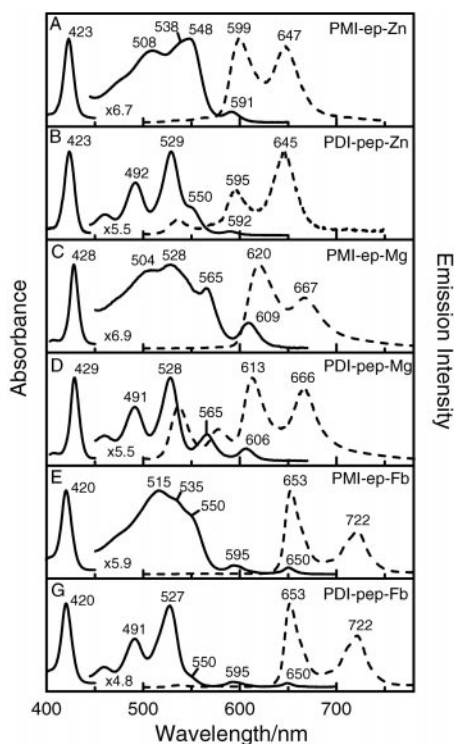 A PMI-ep-Zn
423 508 538 548 599 647
591
x6.7
B PDI-pep-Zn
423 492 529 550 595 645
592
x5.5
C PMI-ep-Mg
428 504 528 565 620 667
609
x6.9
D PDI-pep-Mg
429 491 528 565 613 666
606
x5.5
E PMI-ep-Fb
420 515 535 550 653 722
595 650
x5.9
G PDI-pep-Fb
420 491 527 653 722
550 595 650
x4.8
400 500 600 700
Wavelength/nm
Absorbance
Emission Intensity